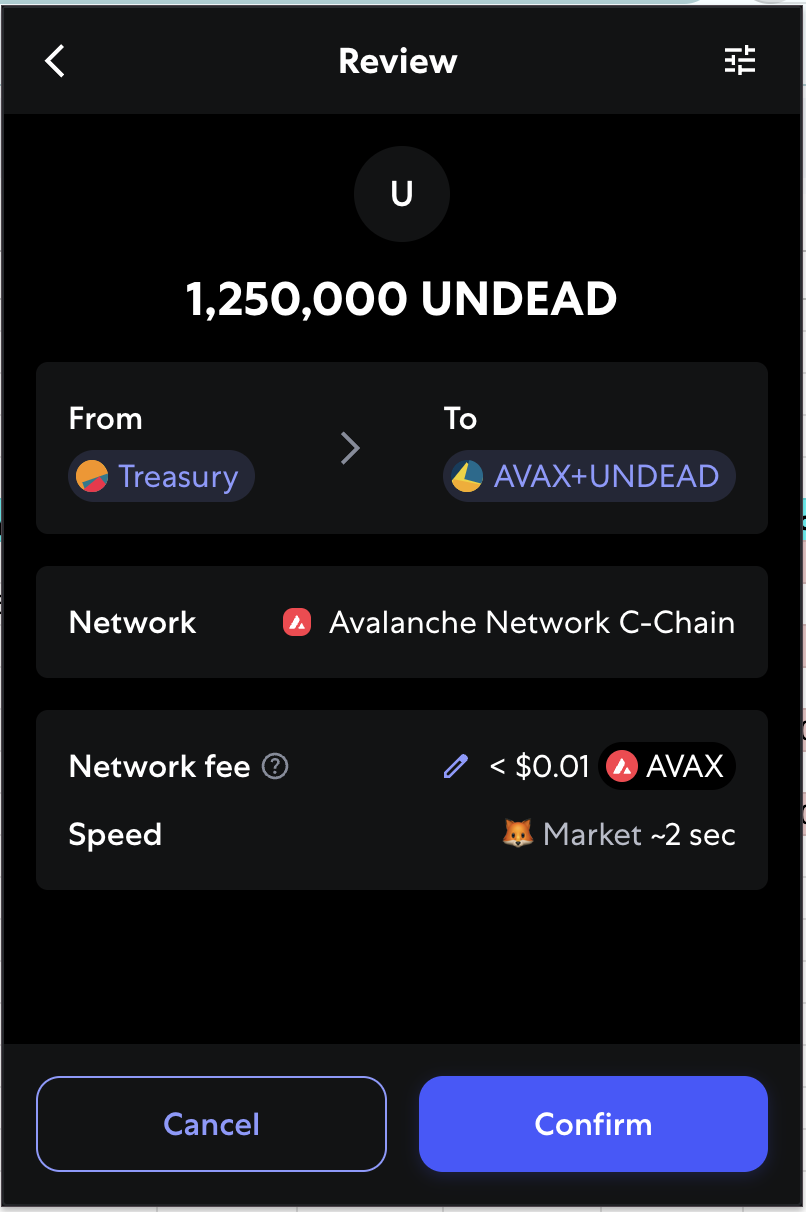 Review
U
1,250,000 UNDEAD
From
To
Treasury
AVAX+UNDEAD
Network
Avalanche Network C-Chain
Network fee
< $0.01 AVAX
Speed
Market ~2 sec
Cancel
Confirm